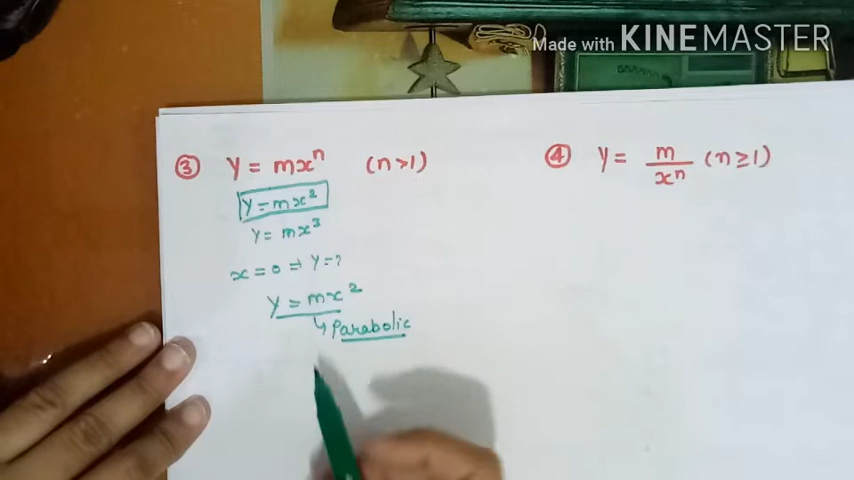 Made with KINEMASTER
③ y = mxⁿ (n>1)
y = mx²
y = mx³
x = 0 ⇒ y = ?
y = mx²
↳ Parabolic
④ y = m/xⁿ (n≥1)